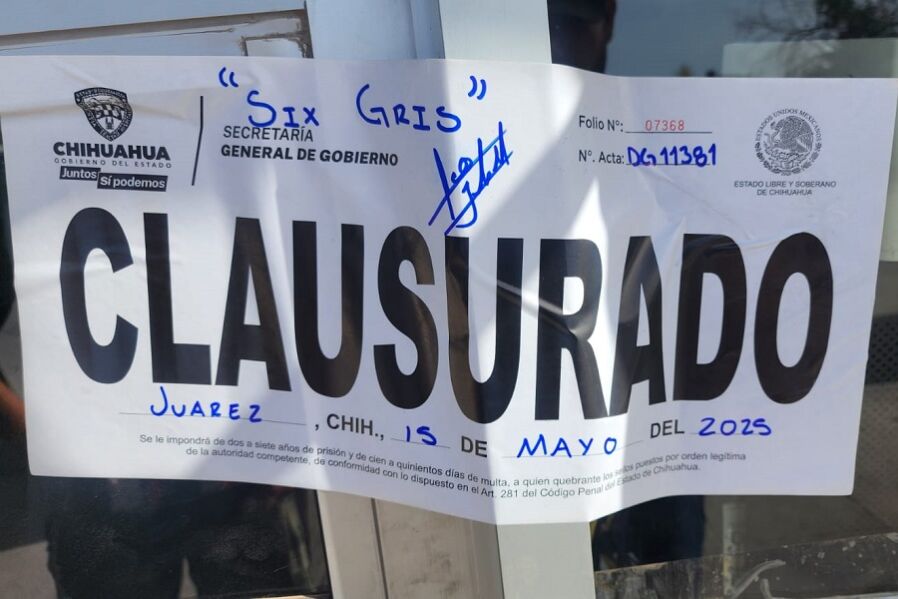 "SIX GRIS"
CHIHUAHUA
GOBIERNO DEL ESTADO
Juntos Sí podemos
SECRETARÍA
GENERAL DE GOBIERNO
Folio Nº: 07368
Nº. Acta: DG11381
ESTADOS UNIDOS MEXICANOS
ESTADO LIBRE Y SOBERANO
DE CHIHUAHUA
CLAUSURADO
JUAREZ, CHIH., 15 DE MAYO DEL 2025
Se le impondrá de dos a siete años de prisión y de cien a quinientos días de multa, a quien quebrante los sellos puestos por orden legítima
de la autoridad competente, de conformidad con lo dispuesto en el Art. 281 del Código Penal del Estado de Chihuahua.